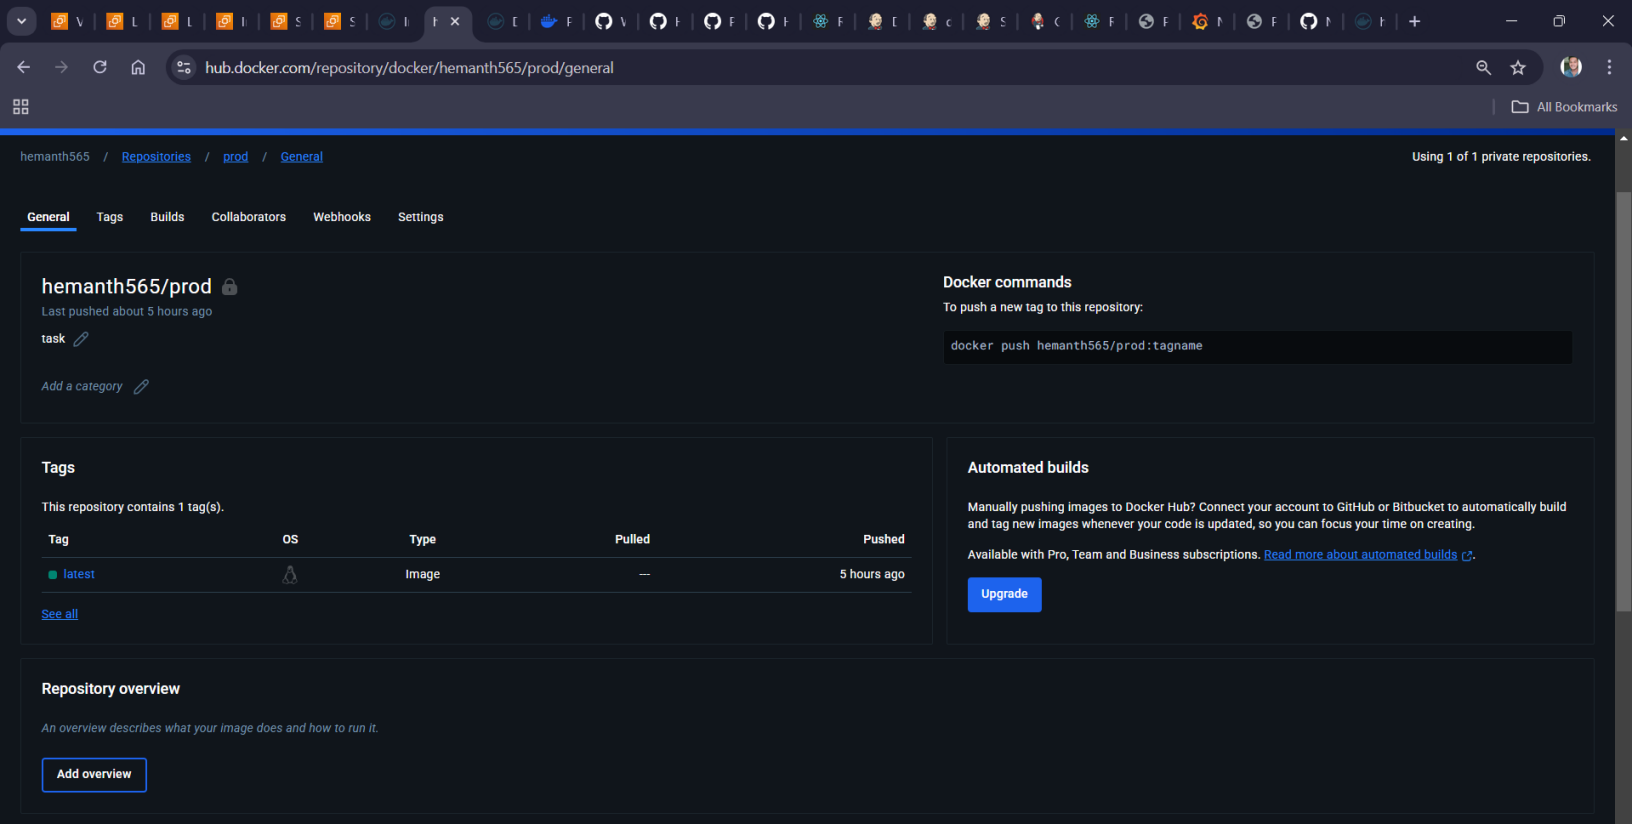 V
L
L
I
S
S
I
h
D
F
V
H
F
H
F
D
c
S
C
F
F
N
F
N
h
hub.docker.com/repository/docker/hemanth565/prod/general
All Bookmarks
hemanth565 / Repositories / prod / General
Using 1 of 1 private repositories.
General Tags Builds Collaborators Webhooks Settings
hemanth565/prod
Last pushed about 5 hours ago
task
Add a category
Docker commands
To push a new tag to this repository:
docker push hemanth565/prod:tagname
Tags
This repository contains 1 tag(s).
Tag OS Type Pulled Pushed
latest Image --- 5 hours ago
See all
Automated builds
Manually pushing images to Docker Hub? Connect your account to GitHub or Bitbucket to automatically build
and tag new images whenever your code is updated, so you can focus your time on creating.
Available with Pro, Team and Business subscriptions. Read more about automated builds.
Upgrade
Repository overview
An overview describes what your image does and how to run it.
Add overview